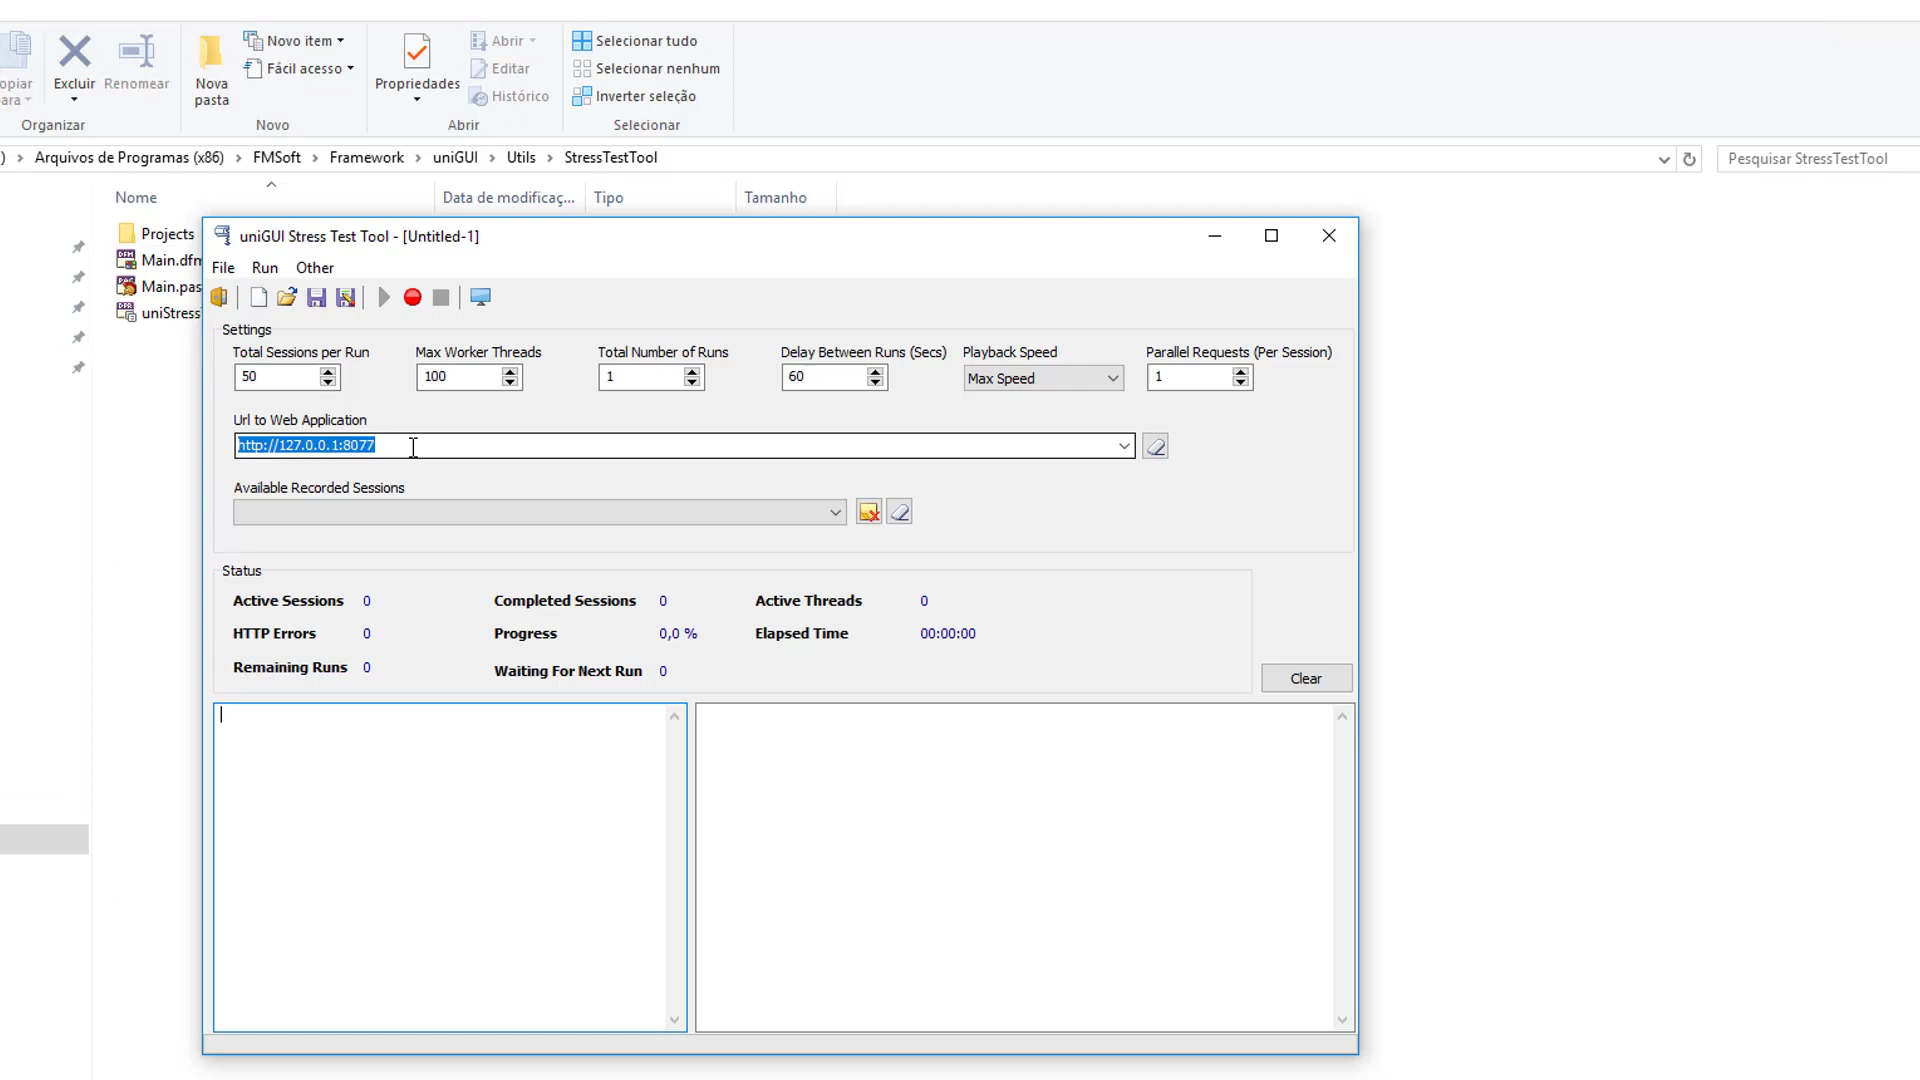 Novo item
Abrir
Selecionar tudo
Excluir
Renomear
Nova pasta
Fácil acesso
Propriedades
Editar
Selecionar nenhum
Histórico
Inverter seleção
Organizar
Novo
Abrir
Selecionar
) > Arquivos de Programas (x86) > FMSoft > Framework > uniGUI > Utils > StressTestTool
Pesquisar StressTestTool
Nome
Data de modificaç...
Tipo
Tamanho
Projects
Main.dfm
Main.pas
uniStress
uniGUI Stress Test Tool - [Untitled-1]
File Run Other
Settings
Total Sessions per Run
Max Worker Threads
Total Number of Runs
Delay Between Runs (Secs)
Playback Speed
Parallel Requests (Per Session)
50
100
1
60
Max Speed
1
Url to Web Application
http://127.0.0.1:8077
Available Recorded Sessions
Status
Active Sessions 0
Completed Sessions 0
Active Threads 0
HTTP Errors 0
Progress 0,0 %
Elapsed Time 00:00:00
Remaining Runs 0
Waiting For Next Run 0
Clear